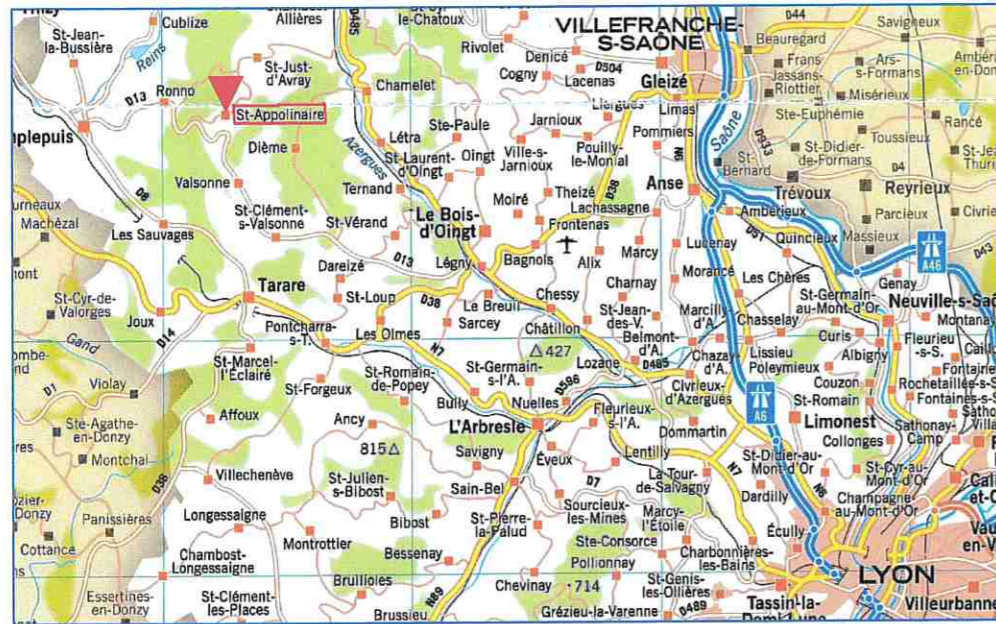 Cublize
Allières
D485
le-Chatoux
VILLEFRANCHE-
S-SAÔNE
D44
Savigneux
St-Jean-
la-Bussière
Reins
Rivolet
Denicé
Beauregard
Frans
Ars-
s-Formans
St-Just-
d'Avray
Cogny
D504
Lacenas
Gleizé
Jassans-
Riottier
Misérieux
D13
Ronno
Chamelet
Liergues
Limas
Ste-Euphémie
Rancé
St-Appolinaire
Ste-Paule
Jarnioux
Pommiers
Saône
D933
Toussieux
Létra
Azergues
Dième
St-Laurent-
d'Oingt
Oingt
Ville-s-
Jarnioux
Pouilly-
le-Monial
N6
St-
Bernard
St-Didier-
de-Formans
D4
Valsonne
Ternand
Theizé
D38
Anse
Trévoux
Reyrieux
D8
Moiré
Lachassagne
Ambérieux
Parcieux
Machézal
St-Clément-
s-Valsonne
St-Vérand
Le Bois-
d'Oingt
Frontenas
D51
Quincieux
Massieux
Les Sauvages
D13
Bagnols
Alix
Marcy
Lucenay
D43
A46
Dareizé
Légny
Morancé
Les Chères
Genay
St-Cyr-de-
Valorges
Tarare
St-Loup
D38
Le Breuil
Chessy
Charnay
St-Germain-
au-Mont-d'Or
Joux
Sarcey
St-Jean-
des-V.
Marcilly-
d'A.
Chasselay
Montanay
D14
Pontcharra-
s-T.
Les Olmes
Châtillon
Belmont-
d'A.
Curis
Fleurieu
-s-S.
Gand
St-Marcel-
l'Éclairé
N7
427
Lozane
Chazay-
d'A.
Lissieu
Albigny
D1
St-Romain-
de-Popey
St-Germain-
s-l'A.
D485
Poleymieux
Couzon
Rochetaillée-s-S.
Violay
St-Forgeux
D596
Civrieux-
d'Azergues
St-Romain
Bully
Nuelles
A6
Affoux
Ancy
L'Arbresle
Fleurieux-
s-l'A.
Dommartin
Limonest
Collonges
Sathonay-
Camp
Ste-Agathe-
en-Donzy
815
Montchal
Savigny
Éveux
Lentilly
St-Didier-au-
Mont-d'Or
D38
Villechenève
St-Julien-
s-Bibost
Sain-Bel
D7
La Tour-
de-Salvagny
N7
St-Cyr-au-
Mont-d'Or
Panissières
Sourcieux-
les-Mines
Dardilly
N6
Champagne-
au-Mont-d'Or
Longessaigne
Bibost
St-Pierre-
la-Palud
Marcy-
l'Étoile
Cottance
Montrottier
Ste-Consorce
Écully
Chambost-
Longessaigne
Bessenay
Pollionnay
Charbonnières-
les-Bains
Chevinay
714
LYON
Essertines-
en-Donzy
St-Clément-
les-Places
Brullioles
St-Genis-
les-Ollières
Brussieu
N89
Grézieu-la-Varenne
D489
Tassin-la-
Demi-Lune
Villeurbanne